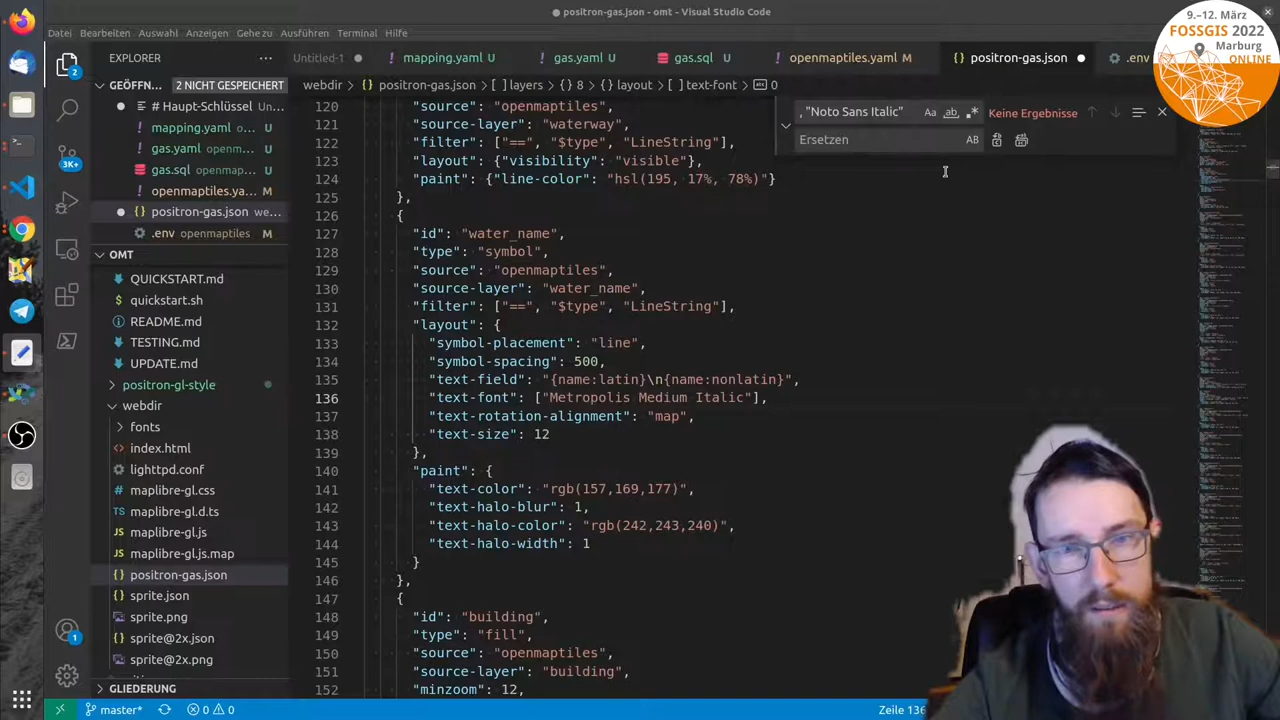 positron-gas.json - omt - Visual Studio Code
Datei Bearbeiten Auswahl Anzeigen Gehe zu Ausführen Terminal Hilfe
9.–12. März
FOSSGIS 2022
Marburg
ONLINE
EXPLORER
Untitled-1
mapping.yaml U
gas.yaml U
gas.sql U
openmaptiles.yaml M
positron-gas.json
.env
GEÖFFN...
2 NICHT GESPEICHERT
webdir > {} positron-gas.json > [ ] layers > {} 8 > {} layout > [ ] text-font > abc 0
# Haupt-Schlüssel Un...
mapping.yaml U
gas.yaml openm... U
gas.sql openma... U
openmaptiles.yam...
positron-gas.json we...
.env openmaptiles
OMT
QUICKSTART.md
quickstart.sh
README.md
TESTING.md
UPDATE.md
positron-gl-style
webdir
fonts
index.html
lighttpd.conf
maplibre-gl.css
maplibre-gl.d.ts
maplibre-gl.js
maplibre-gl.js.map
positron-gas.json
sprite.json
sprite.png
sprite@2x.json
sprite@2x.png
GLIEDERUNG
2
3K+
1
, "Noto Sans Italic"
Aa ab .*
Keine Ergebnisse
Ersetzen
AB
120 "source": "openmaptiles",
121 "source-layer": "waterway",
122 "filter": ["==", "$type", "LineString"],
123 "layout": {"visibility": "visible"},
124 "paint": {"line-color": "hsl(195, 17%, 78%)"}
125 },
126 {
127 "id": "water_name",
128 "type": "symbol",
129 "source": "openmaptiles",
130 "source-layer": "water_name",
131 "filter": ["==", "$type", "LineString"],
132 "layout": {
133 "symbol-placement": "line",
134 "symbol-spacing": 500,
135 "text-field": "{name:latin}\n{name:nonlatin}",
136 "text-font": ["Metropolis Medium Italic"],
137 "text-rotation-alignment": "map",
138 "text-size": 12
139 },
140 "paint": {
141 "text-color": "rgb(157,169,177)",
142 "text-halo-blur": 1,
143 "text-halo-color": "rgb(242,243,240)",
144 "text-halo-width": 1
145 }
146 },
147 {
148 "id": "building",
149 "type": "fill",
150 "source": "openmaptiles",
151 "source-layer": "building",
152 "minzoom": 12,
master* 0 0
Zeile 136